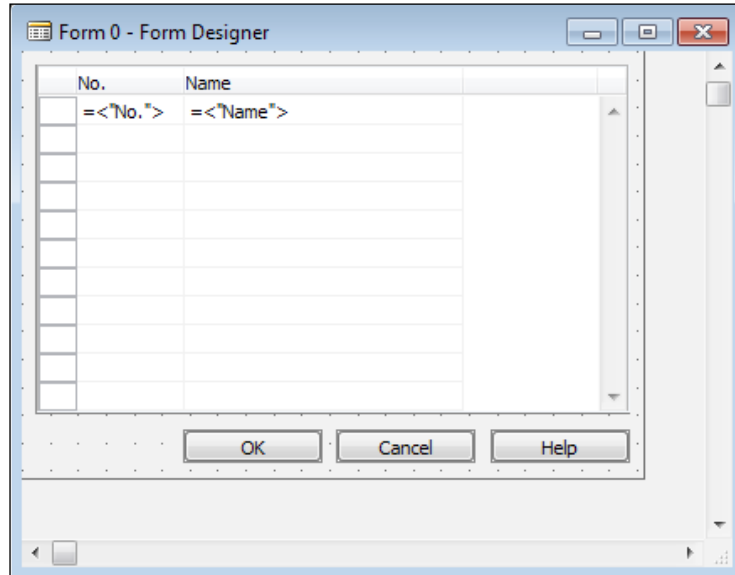 Form 0 - Form Designer
No. Name
=<"No."> =<"Name">
OK Cancel Help